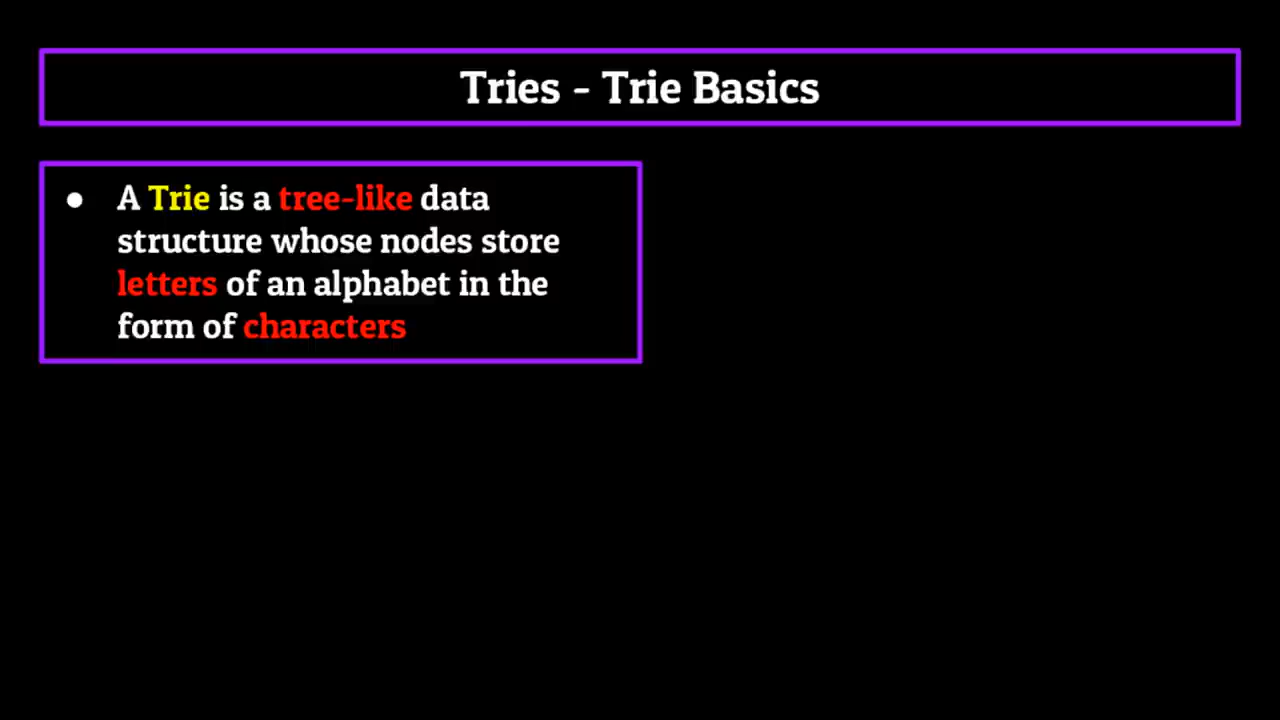 Tries - Trie Basics
● A Trie is a tree-like data
structure whose nodes store
letters of an alphabet in the
form of characters